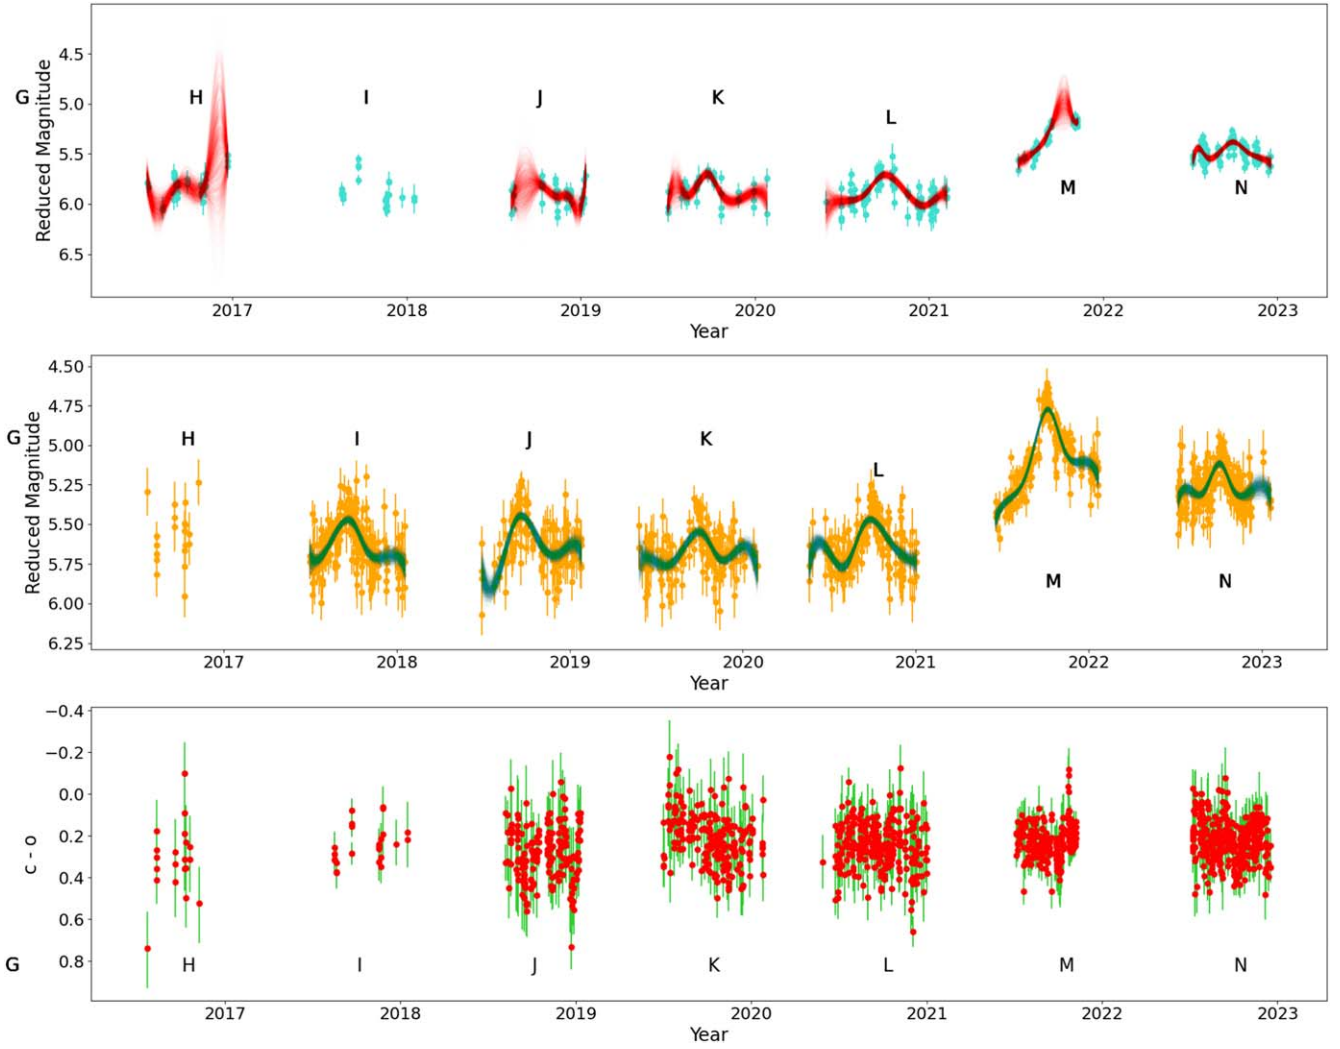 4.5
G H I J K L
5.0
5.5
M N
6.0
6.5
Reduced Magnitude
2017 2018 2019 2020 2021 2022 2023
Year
4.50
4.75
G H I J K L
5.00
5.25
5.50
5.75
M N
6.00
6.25
Reduced Magnitude
2017 2018 2019 2020 2021 2022 2023
Year
−0.4
−0.2
0.0
0.2
0.4
0.6
0.8
c - o
G H I J K L M N
2017 2018 2019 2020 2021 2022 2023
Year